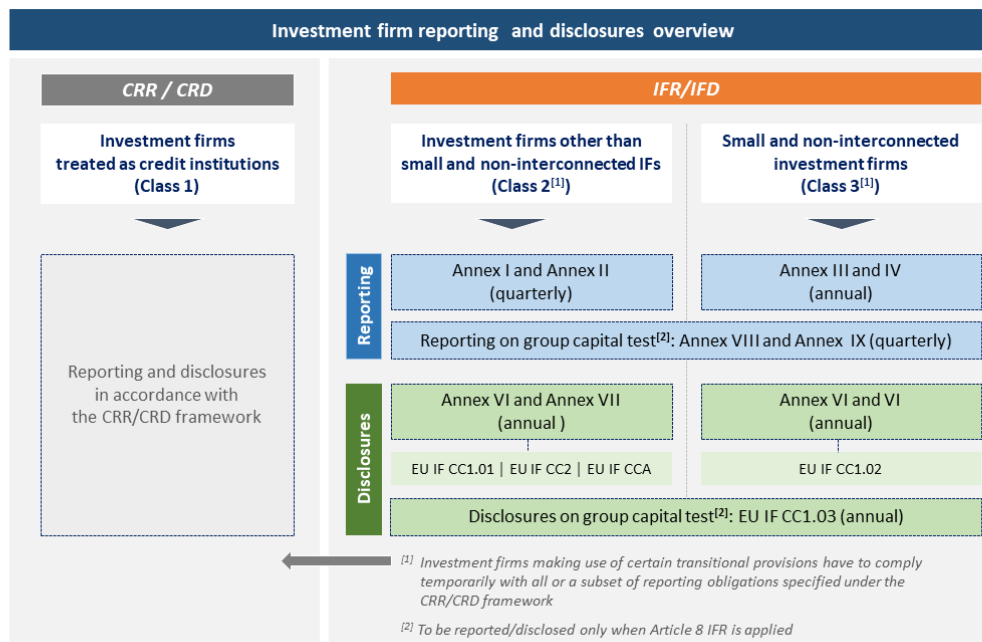 Investment firm reporting and disclosures overview
CRR / CRD
IFR/IFD
Investment firms
treated as credit institutions
(Class 1)
Investment firms other than
small and non-interconnected IFs
(Class 2[1])
Small and non-interconnected
investment firms
(Class 3[1])
Reporting and disclosures
in accordance with
the CRR/CRD framework
Reporting
Annex I and Annex II
(quarterly)
Annex III and IV
(annual)
Reporting on group capital test[2]: Annex VIII and Annex IX (quarterly)
Disclosures
Annex VI and Annex VII
(annual )
Annex VI and VI
(annual)
EU IF CC1.01 | EU IF CC2 | EU IF CCA
EU IF CC1.02
Disclosures on group capital test[2]: EU IF CC1.03 (annual)
[1] Investment firms making use of certain transitional provisions have to comply
temporarily with all or a subset of reporting obligations specified under the
CRR/CRD framework
[2] To be reported/disclosed only when Article 8 IFR is applied